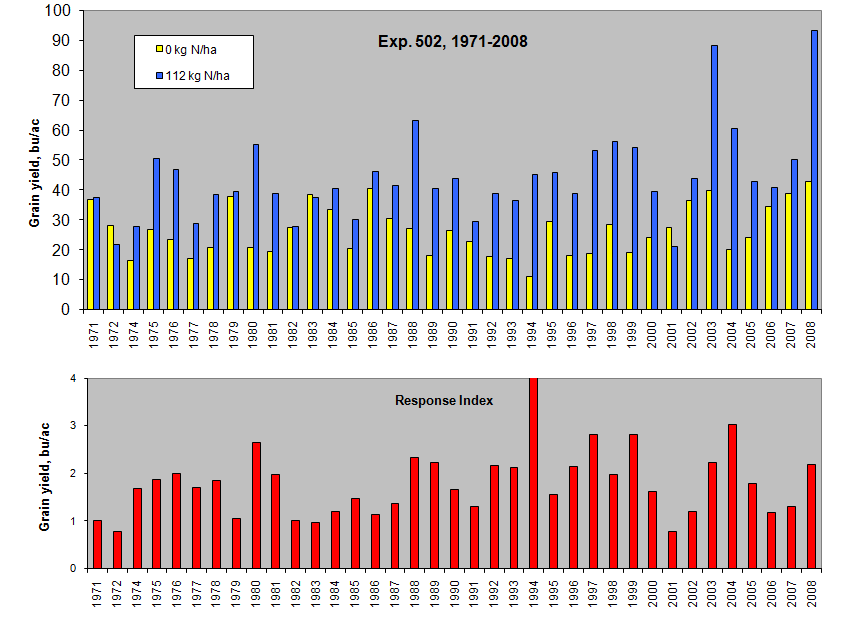 Exp. 502, 1971-2008
0 kg N/ha
112 kg N/ha
Grain yield, bu/ac
100
90
80
70
60
50
40
30
20
10
0
1971 1972 1974 1975 1976 1977 1978 1979 1980 1981 1982 1983 1984 1985 1986 1987 1988 1989 1990 1991 1992 1993 1994 1995 1996 1997 1998 1999 2000 2001 2002 2003 2004 2005 2006 2007 2008
Response Index
Grain yield, bu/ac
4
3
2
1
0
1971 1972 1974 1975 1976 1977 1978 1979 1980 1981 1982 1983 1984 1985 1986 1987 1988 1989 1990 1991 1992 1993 1994 1995 1996 1997 1998 1999 2000 2001 2002 2003 2004 2005 2006 2007 2008